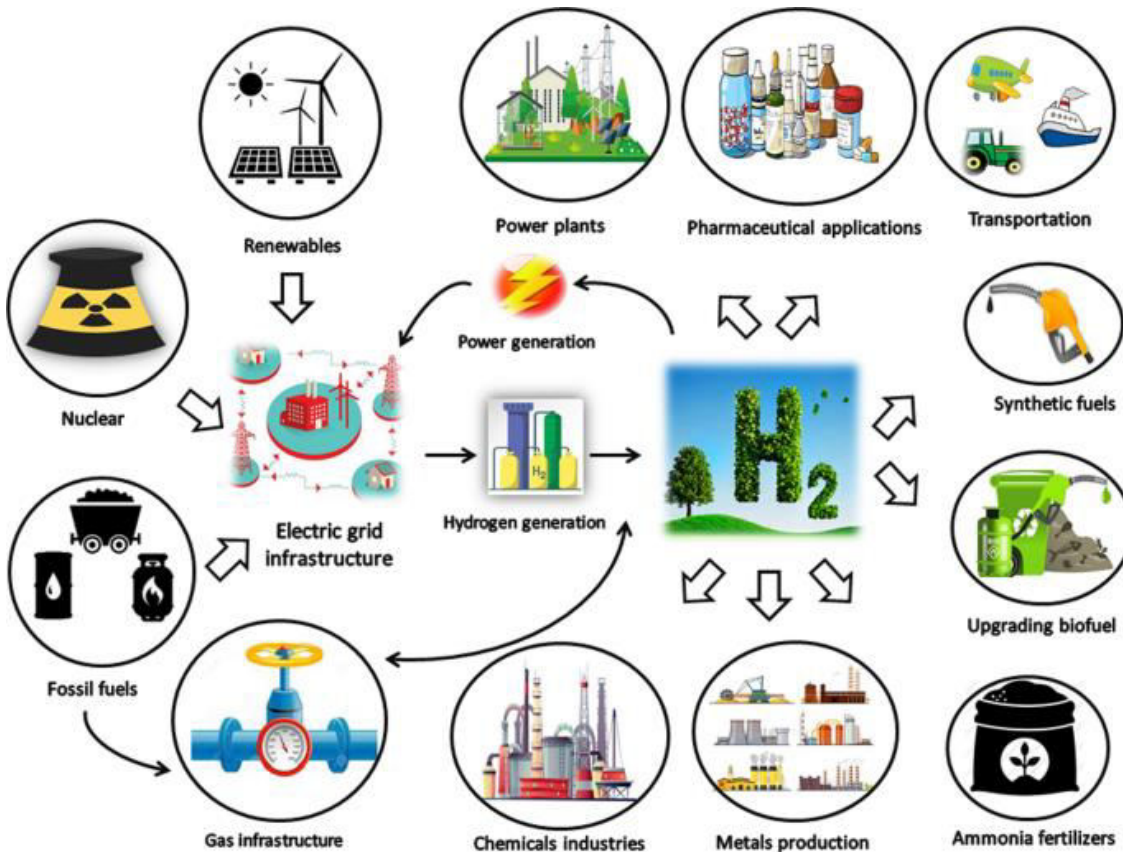 Power plants
Pharmaceutical applications
Transportation
Renewables
Nuclear
Power generation
Synthetic fuels
H2
H₂
Electric grid
infrastructure
Hydrogen generation
Upgrading biofuel
Fossil fuels
Gas infrastructure
Chemicals industries
Metals production
Ammonia fertilizers